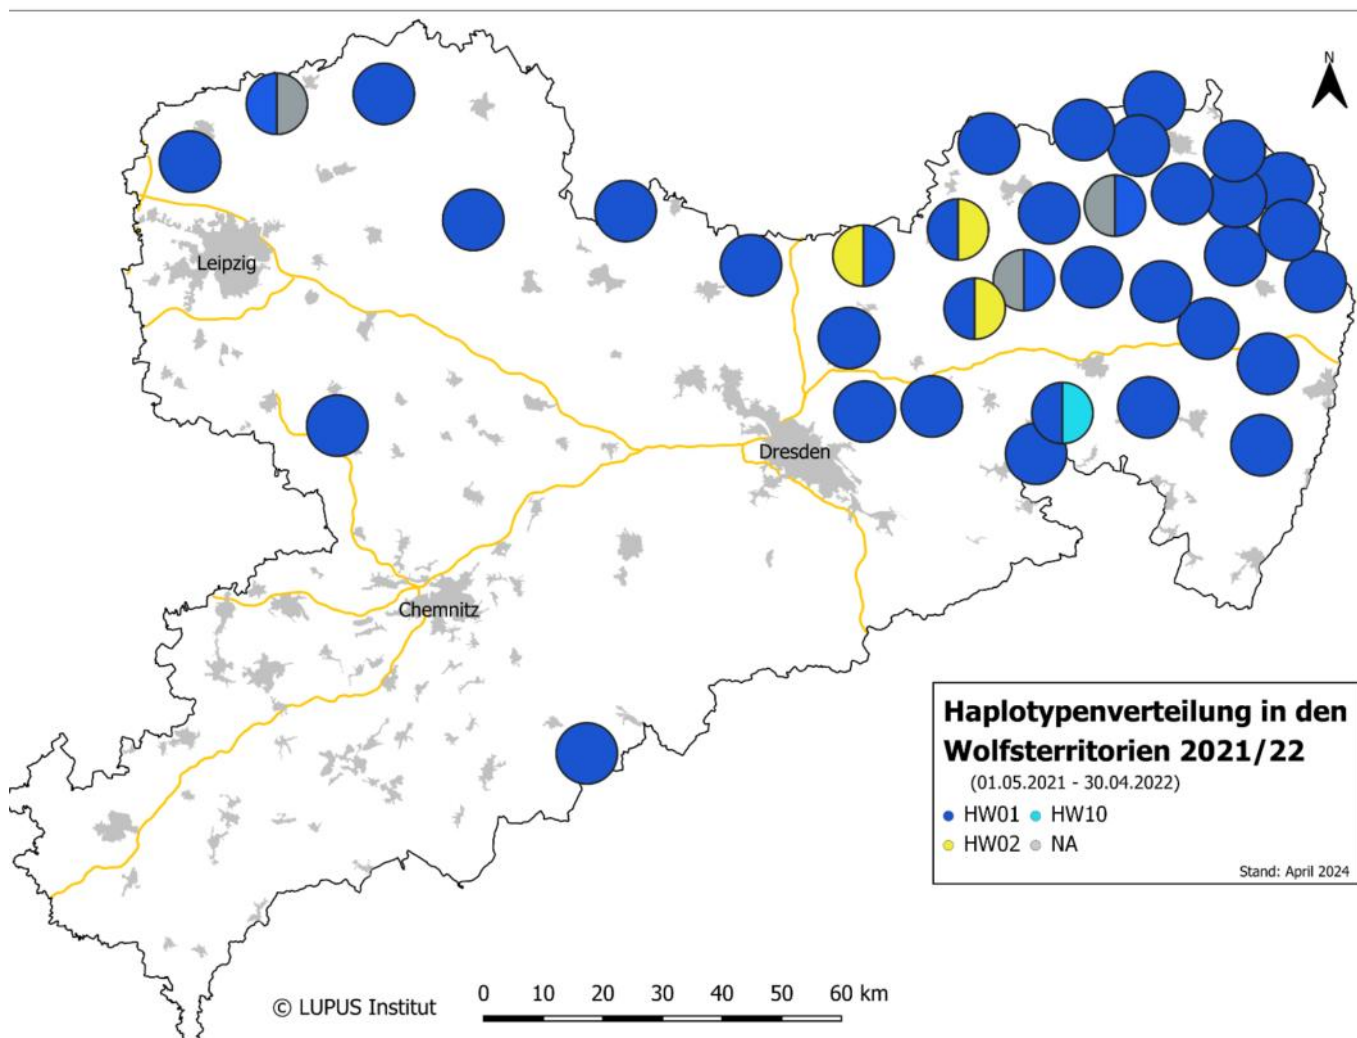 N
Leipzig
Dresden
Chemnitz
Haplotypenverteilung in den
Wolfsterritorien 2021/22
(01.05.2021 - 30.04.2022)
HW01 HW10
HW02 NA
Stand: April 2024
© LUPUS Institut
0 10 20 30 40 50 60 km